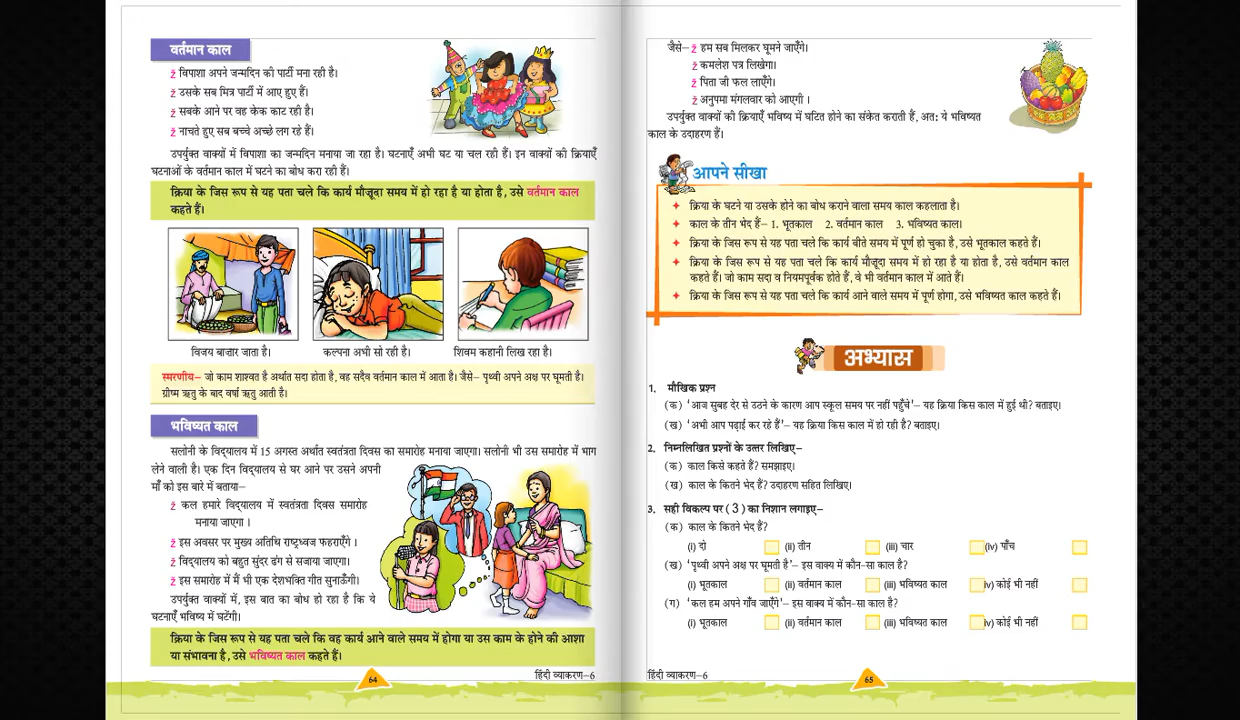 वर्तमान काल
ž विपाशा अपने जन्मदिन की पार्टी मना रही है।
ž उसके सब मित्र पार्टी में आए हुए हैं।
ž सबके आने पर वह केक काट रही है।
ž नाचते हुए सब बच्चे अच्छे लग रहे हैं।
उपर्युक्त वाक्यों में विपाशा का जन्मदिन मनाया जा रहा है। घटनाएँ अभी घट या चल रही हैं। इन वाक्यों की क्रियाएँ
घटनाओं के वर्तमान काल में घटने का बोध करा रही हैं।
क्रिया के जिस रूप से यह पता चले कि कार्य मौजूदा समय में हो रहा है या होता है, उसे वर्तमान काल
कहते हैं।
विजय बाज़ार जाता है।
कल्पना अभी सो रही है।
शिवम कहानी लिख रहा है।
स्मरणीय– जो काम शाश्वत है अर्थात सदा होता है, वह सदैव वर्तमान काल में आता है। जैसे– पृथ्वी अपने अक्ष पर घूमती है।
ग्रीष्म ऋतु के बाद वर्षा ऋतु आती है।
भविष्यत काल
सलोनी के विद्यालय में 15 अगस्त अर्थात स्वतंत्रता दिवस का समारोह मनाया जाएगा। सलोनी भी उस समारोह में भाग
लेने वाली है। एक दिन विद्यालय से घर आने पर उसने अपनी
माँ को इस बारे में बताया–
ž कल हमारे विद्यालय में स्वतंत्रता दिवस समारोह
मनाया जाएगा ।
ž इस अवसर पर मुख्य अतिथि राष्ट्रध्वज फहराएँगे ।
ž विद्यालय को बहुत सुंदर ढंग से सजाया जाएगा।
ž इस समारोह में मैं भी एक देशभक्ति गीत सुनाऊँगी।
उपर्युक्त वाक्यों में, इस बात का बोध हो रहा है कि ये
घटनाएँ भविष्य में घटेंगी।
क्रिया के जिस रूप से यह पता चले कि वह कार्य आने वाले समय में होगा या उस काम के होने की आशा
या संभावना है, उसे भविष्यत काल कहते हैं।
64
हिंदी व्याकरण–6
जैसे– ž हम सब मिलकर घूमने जाएँगे।
ž कमलेश पत्र लिखेगा।
ž पिता जी फल लाएँगे।
ž अनुपमा मंगलवार को आएगी ।
उपर्युक्त वाक्यों की क्रियाएँ भविष्य में घटित होने का संकेत कराती हैं, अतः ये भविष्यत
काल के उदाहरण हैं।
आपने सीखा
✦ क्रिया के घटने या उसके होने का बोध कराने वाला समय काल कहलाता है।
✦ काल के तीन भेद हैं– 1. भूतकाल 2. वर्तमान काल 3. भविष्यत काल।
✦ क्रिया के जिस रूप से यह पता चले कि कार्य बीते समय में पूर्ण हो चुका है, उसे भूतकाल कहते हैं।
✦ क्रिया के जिस रूप से यह पता चले कि कार्य मौजूदा समय में हो रहा है या होता है, उसे वर्तमान काल
कहते हैं। जो काम सदा व नियमपूर्वक होते हैं, वे भी वर्तमान काल में आते हैं।
✦ क्रिया के जिस रूप से यह पता चले कि कार्य आने वाले समय में पूर्ण होगा, उसे भविष्यत काल कहते हैं।
अभ्यास
1. मौखिक प्रश्न
(क) 'आज सुबह देर से उठने के कारण आप स्कूल समय पर नहीं पहुँचे'– यह क्रिया किस काल में हुई थी? बताइए।
(ख) 'अभी आप पढ़ाई कर रहे हैं'– यह क्रिया किस काल में हो रही है? बताइए।
2. निम्नलिखित प्रश्नों के उत्तर लिखिए–
(क) काल किसे कहते हैं? समझाइए।
(ख) काल के कितने भेद हैं? उदाहरण सहित लिखिए।
3. सही विकल्प पर ( 3 ) का निशान लगाइए–
(क) काल के कितने भेद हैं?
(i) दो (ii) तीन (iii) चार (iv) पाँच
(ख) 'पृथ्वी अपने अक्ष पर घूमती है'– इस वाक्य में कौन-सा काल है?
(i) भूतकाल (ii) वर्तमान काल (iii) भविष्यत काल iv) कोई भी नहीं
(ग) 'कल हम अपने गाँव जाएँगे'– इस वाक्य में कौन-सा काल है?
(i) भूतकाल (ii) वर्तमान काल (iii) भविष्यत काल iv) कोई भी नहीं
हिंदी व्याकरण–6
65